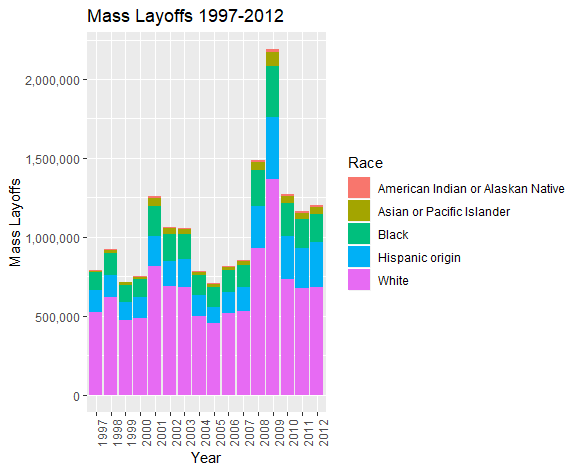 Mass Layoffs 1997-2012
Mass Layoffs
2,000,000
1,500,000
1,000,000
500,000
0
1997
1998
1999
2000
2001
2002
2003
2004
2005
2006
2007
2008
2009
2010
2011
2012
Year
Race
American Indian or Alaskan Native
Asian or Pacific Islander
Black
Hispanic origin
White